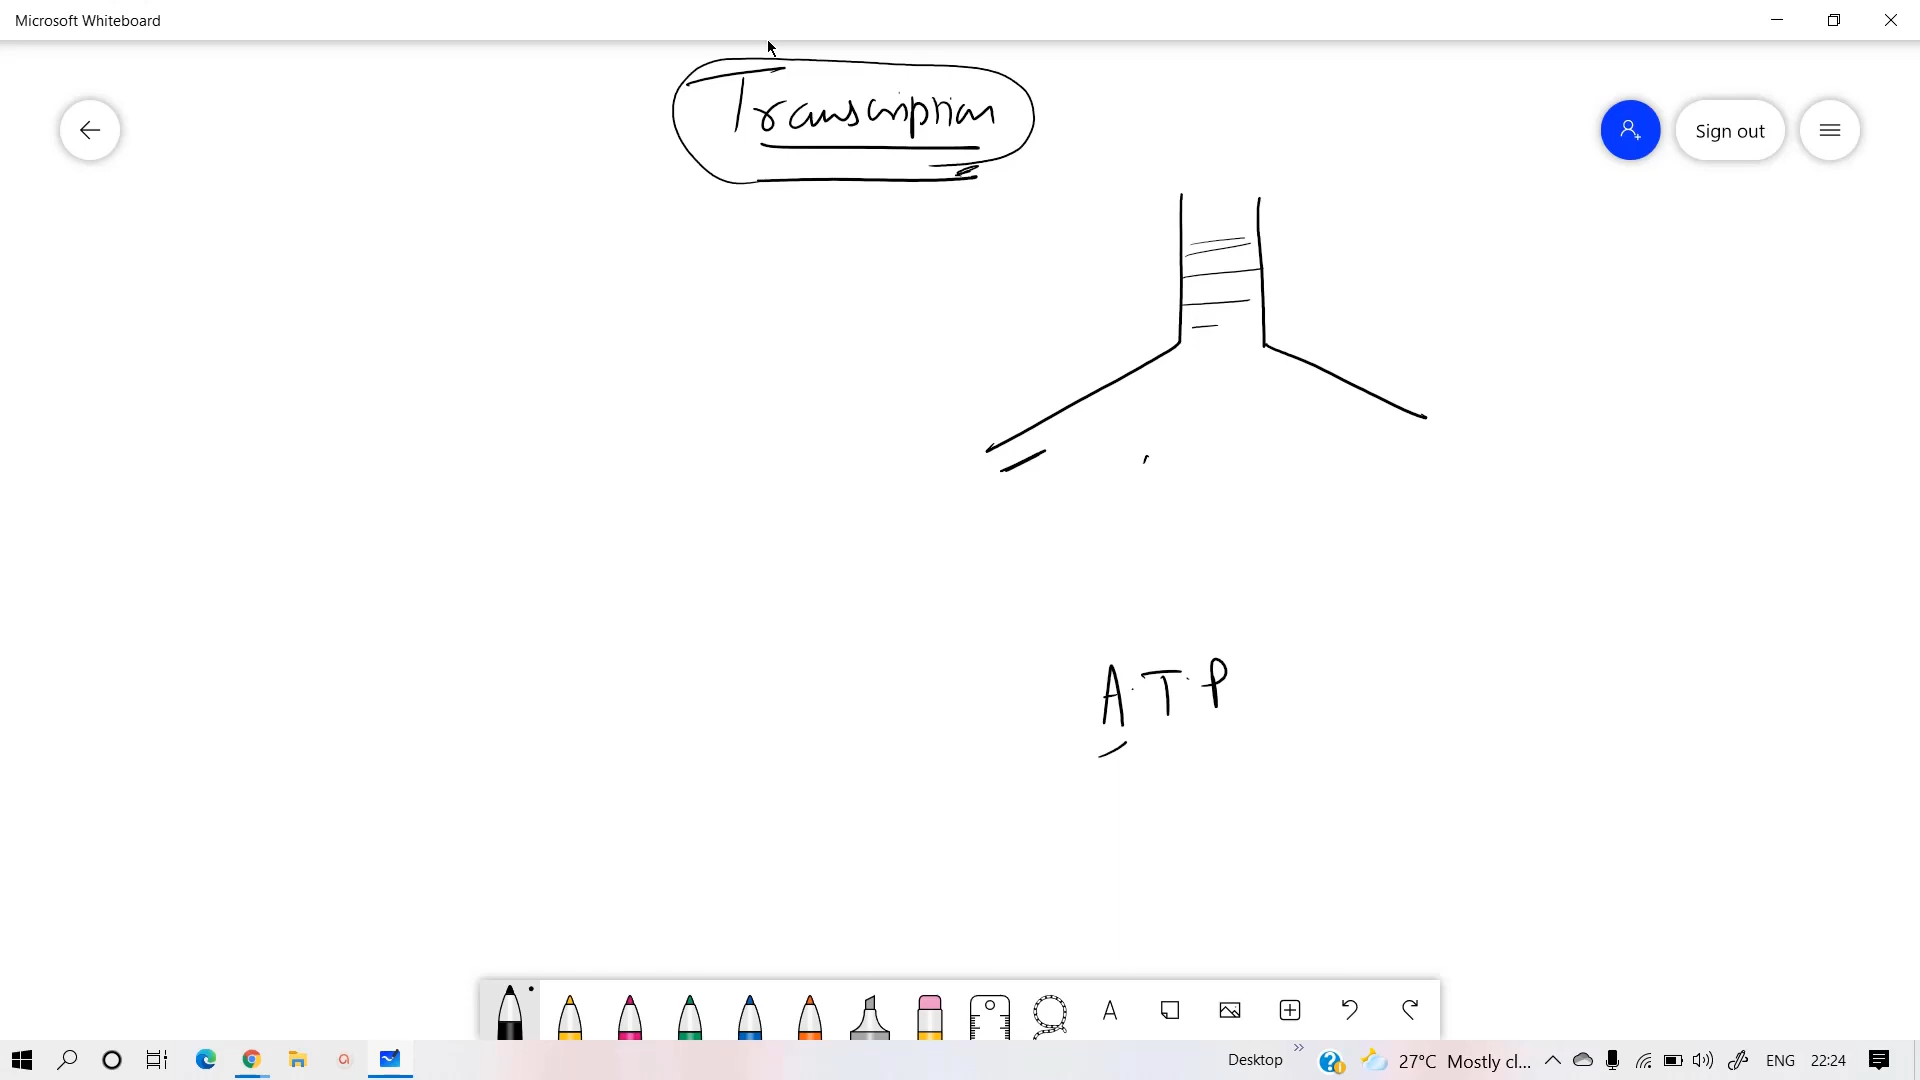 Microsoft Whiteboard
Transcription
Sign out
A.T.P
A
Desktop
27°C Mostly cl...
ENG
22:24